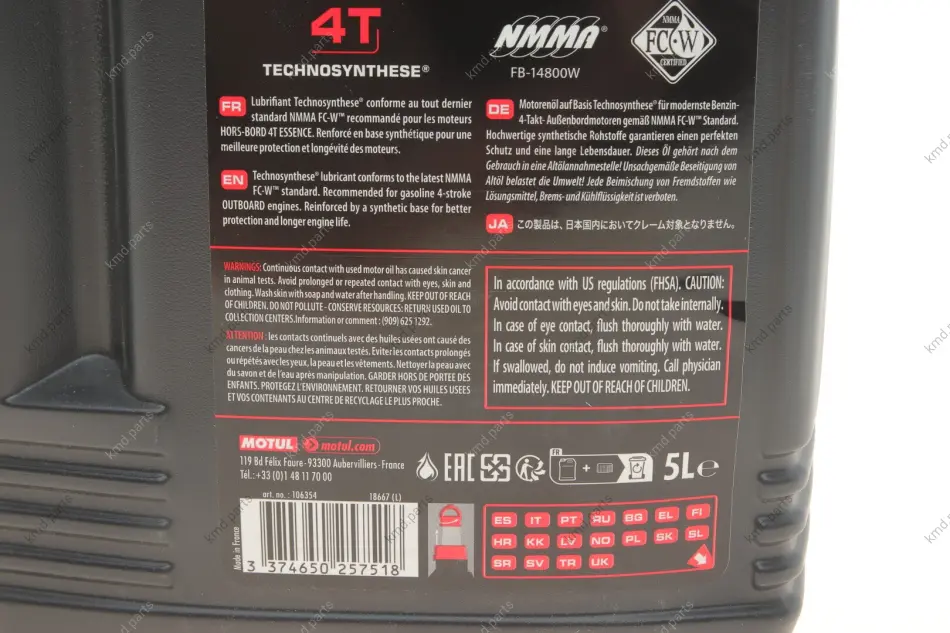 4T
TECHNOSYNTHESE®
NMMA®
FB-14800W
NMMA
FC-W
CERTIFIED
FR Lubrifiant Technosynthese® conforme au tout dernier
standard NMMA FC-W™ recommandé pour les moteurs
HORS-BORD 4T ESSENCE. Renforcé en base synthétique pour une
meilleure protection et longévité des moteurs.
EN Technosynthese® lubricant conforms to the latest NMMA
FC-W™ standard. Recommended for gasoline 4-stroke
OUTBOARD engines. Reinforced by a synthetic base for better
protection and longer engine life.
DE Motorenöl auf Basis Technosynthese® für modernste Benzin-
4-Takt- Außenbordmotoren gemäß NMMA FC-W™ Standard.
Hochwertige synthetische Rohstoffe garantieren einen perfekten
Schutz und eine lange Lebensdauer. Dieses Öl gehört nach dem
Gebrauch in eine Altölannahmestelle! Unsachgemäße Beseitigung von
Altöl belastet die Umwelt! Jede Beimischung von Fremdstoffen wie
Lösungsmittel, Brems- und Kühlflüssigkeit ist verboten.
JA この製品は、日本国内においてクレーム対象となりません。
WARNINGS: Continuous contact with used motor oil has caused skin cancer
in animal tests. Avoid prolonged or repeated contact with eyes, skin and
clothing. Wash skin with soap and water after handling. KEEP OUT OF REACH
OF CHILDREN. DO NOT POLLUTE - CONSERVE RESOURCES: RETURN USED OIL TO
COLLECTION CENTERS.Information or comment : (909) 625 1292.
ATTENTION : les contacts continuels avec des huiles usées ont causé des
cancers de la peau chez les animaux testés. Eviter les contacts prolongés
ou répétés avec les yeux, la peau et les vêtements. Nettoyer la peau avec
du savon et de l'eau après manipulation. GARDER HORS DE PORTEE DES
ENFANTS. PROTEGEZ L'ENVIRONNEMENT. RETOURNER VOS HUILES USEES
ET VOS CONTENANTS AU CENTRE DE RECYCLAGE LE PLUS PROCHE.
In accordance with US regulations (FHSA). CAUTION:
Avoid contact with eyes and skin. Do not take internally.
In case of eye contact, flush thoroughly with water.
In case of skin contact, flush thoroughly with water.
If swallowed, do not induce vomiting. Call physician
immediately. KEEP OUT OF REACH OF CHILDREN.
MOTUL motul.com
119 Bd Félix Faure - 93300 Aubervilliers - France
Tél.: +33 (0)1 48 11 70 00
EAC
FR
+
5L e
art. no. : 106354 18667 (L)
Made in France
3 374650 257518
ES IT PT RU BG EL FI
HR KK LV NO PL SK SL
SR SV TR UK
kmd.parts